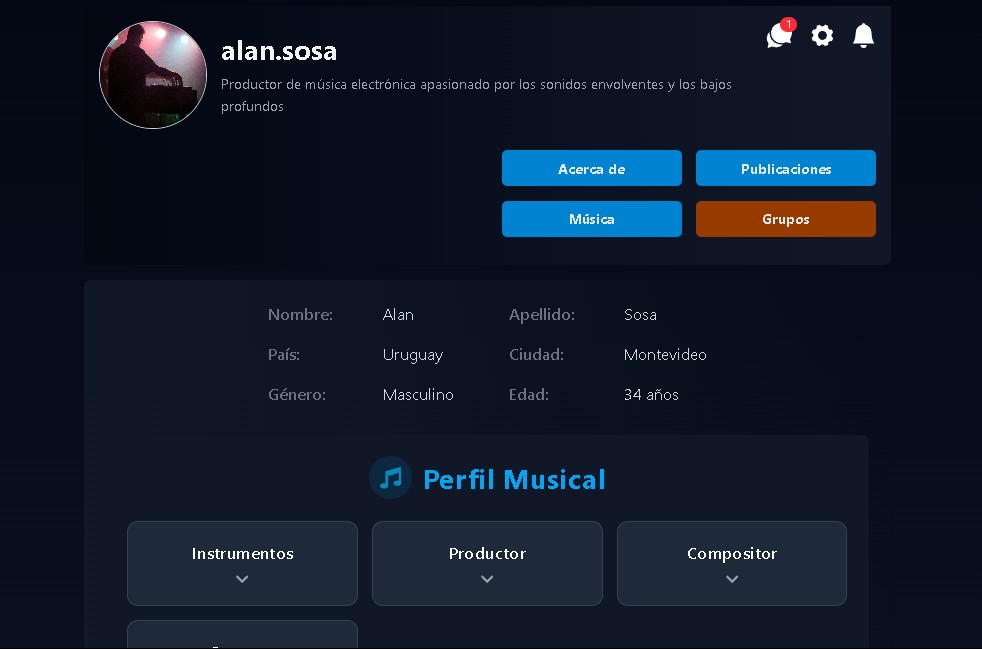 1
alan.sosa
Productor de música electrónica apasionado por los sonidos envolventes y los bajos
profundos
Acerca de
Publicaciones
Música
Grupos
Nombre: Alan Apellido: Sosa
País: Uruguay Ciudad: Montevideo
Género: Masculino Edad: 34 años
Perfil Musical
Instrumentos
Productor
Compositor